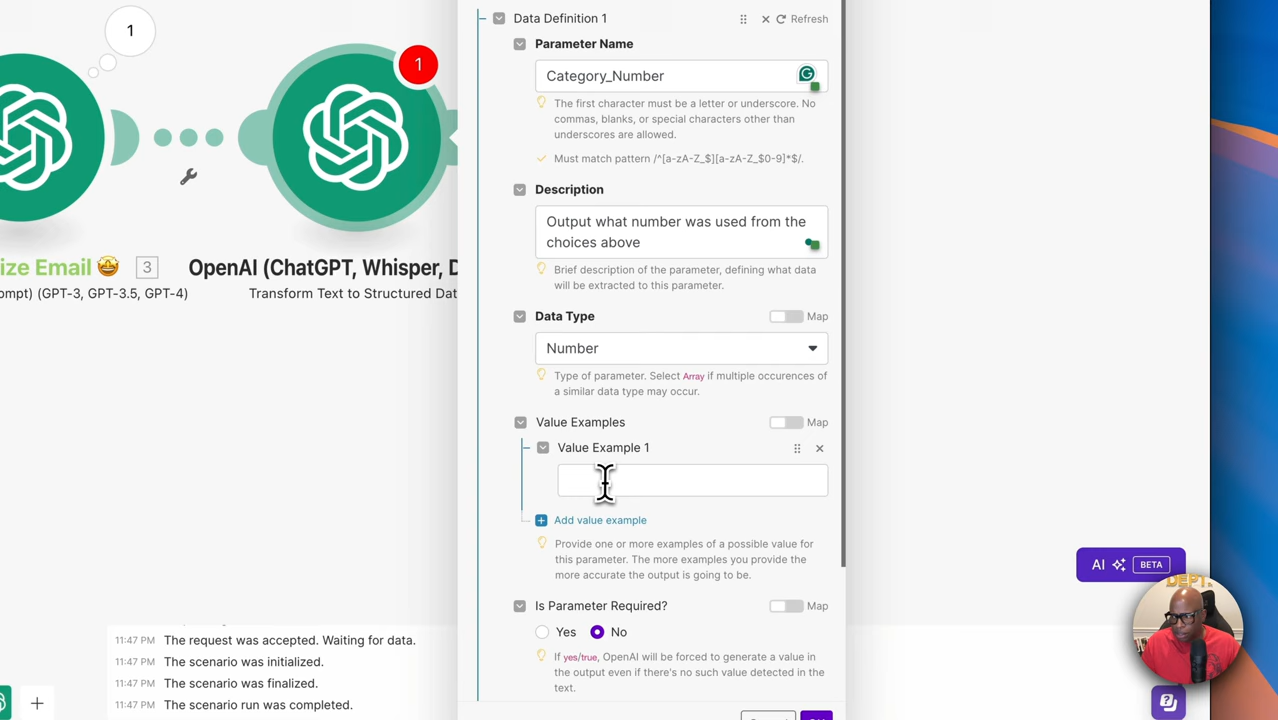 Data Definition 1
Refresh
Parameter Name
Category_Number
The first character must be a letter or underscore. No
commas, blanks, or special characters other than
underscores are allowed.
Must match pattern /^[a-zA-Z_$][a-zA-Z_$0-9]*$/.
Description
Output what number was used from the
choices above
Brief description of the parameter, defining what data
will be extracted to this parameter.
Data Type
Map
Number
Type of parameter. Select Array if multiple occurences of
a similar data type may occur.
Value Examples
Map
Value Example 1
Add value example
Provide one or more examples of a possible value for
this parameter. The more examples you provide the
more accurate the output is going to be.
Is Parameter Required?
Map
Yes
No
If yes/true, OpenAI will be forced to generate a value in
the output even if there's no such value detected in the
text.
1
1
ize Email 🤩 3
ompt) (GPT-3, GPT-3.5, GPT-4)
OpenAI (ChatGPT, Whisper, D
Transform Text to Structured Dat
11:47 PM The request was accepted. Waiting for data.
11:47 PM The scenario was initialized.
11:47 PM The scenario was finalized.
11:47 PM The scenario run was completed.
AI BETA
DEPT